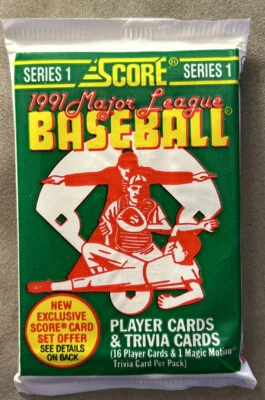 SERIES 1 SCORE® SERIES 1
1991 Major League
BASEBALL®
NEW
EXCLUSIVE
SCORE® CARD
SET OFFER
SEE DETAILS
ON BACK
PLAYER CARDS
& TRIVIA CARDS
(16 Player Cards & 1 Magic Motion
Trivia Card Per Pack)